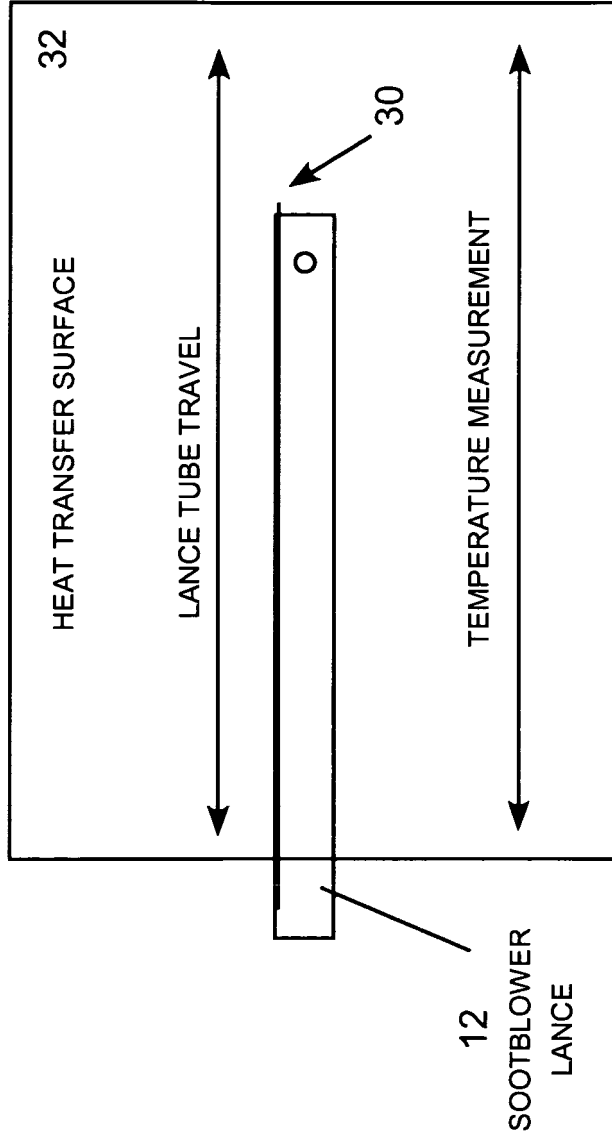 32
HEAT TRANSFER SURFACE
LANCE TUBE TRAVEL
30
TEMPERATURE MEASUREMENT
12
SOOTBLOWER
LANCE